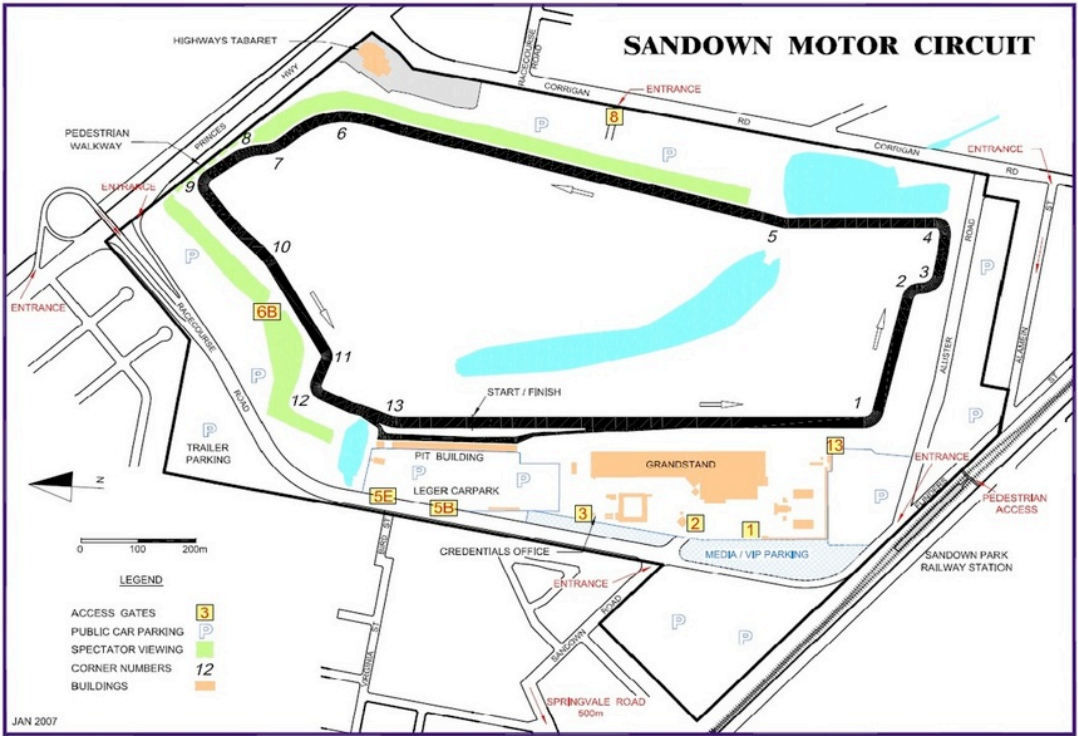 SANDOWN MOTOR CIRCUIT
HIGHWAYS TABARET
RACECOURSE
ROAD
HWY
PRINCES
CORRIGAN
RD
ENTRANCE
8
P
P
CORRIGAN
RD
ENTRANCE
ST
PEDESTRIAN
WALKWAY
8
6
7
9
ENTRANCE
5
4
ROAD
3
2
10
P
P
6B
ENTRANCE
RACECOURSE
ROAD
ALLISTER
ALAMEIN
ST
11
P
12
13
START / FINISH
1
P
P
TRAILER
PARKING
PIT BUILDING
P
LEGER CARPARK
GRANDSTAND
13
ENTRANCE
P
FLINDERS
PEDESTRIAN
ACCESS
N
5E
5B
3
2
1
0 100 200m
BIRD ST
CREDENTIALS OFFICE
MEDIA / VIP PARKING
SANDOWN PARK
RAILWAY STATION
ENTRANCE
LEGEND
ACCESS GATES 3
PUBLIC CAR PARKING P
SPECTATOR VIEWING
CORNER NUMBERS 12
BUILDINGS
VIRGINIA ST
SANDOWN
ROAD
P
P
SPRINGVALE ROAD
500m
JAN 2007